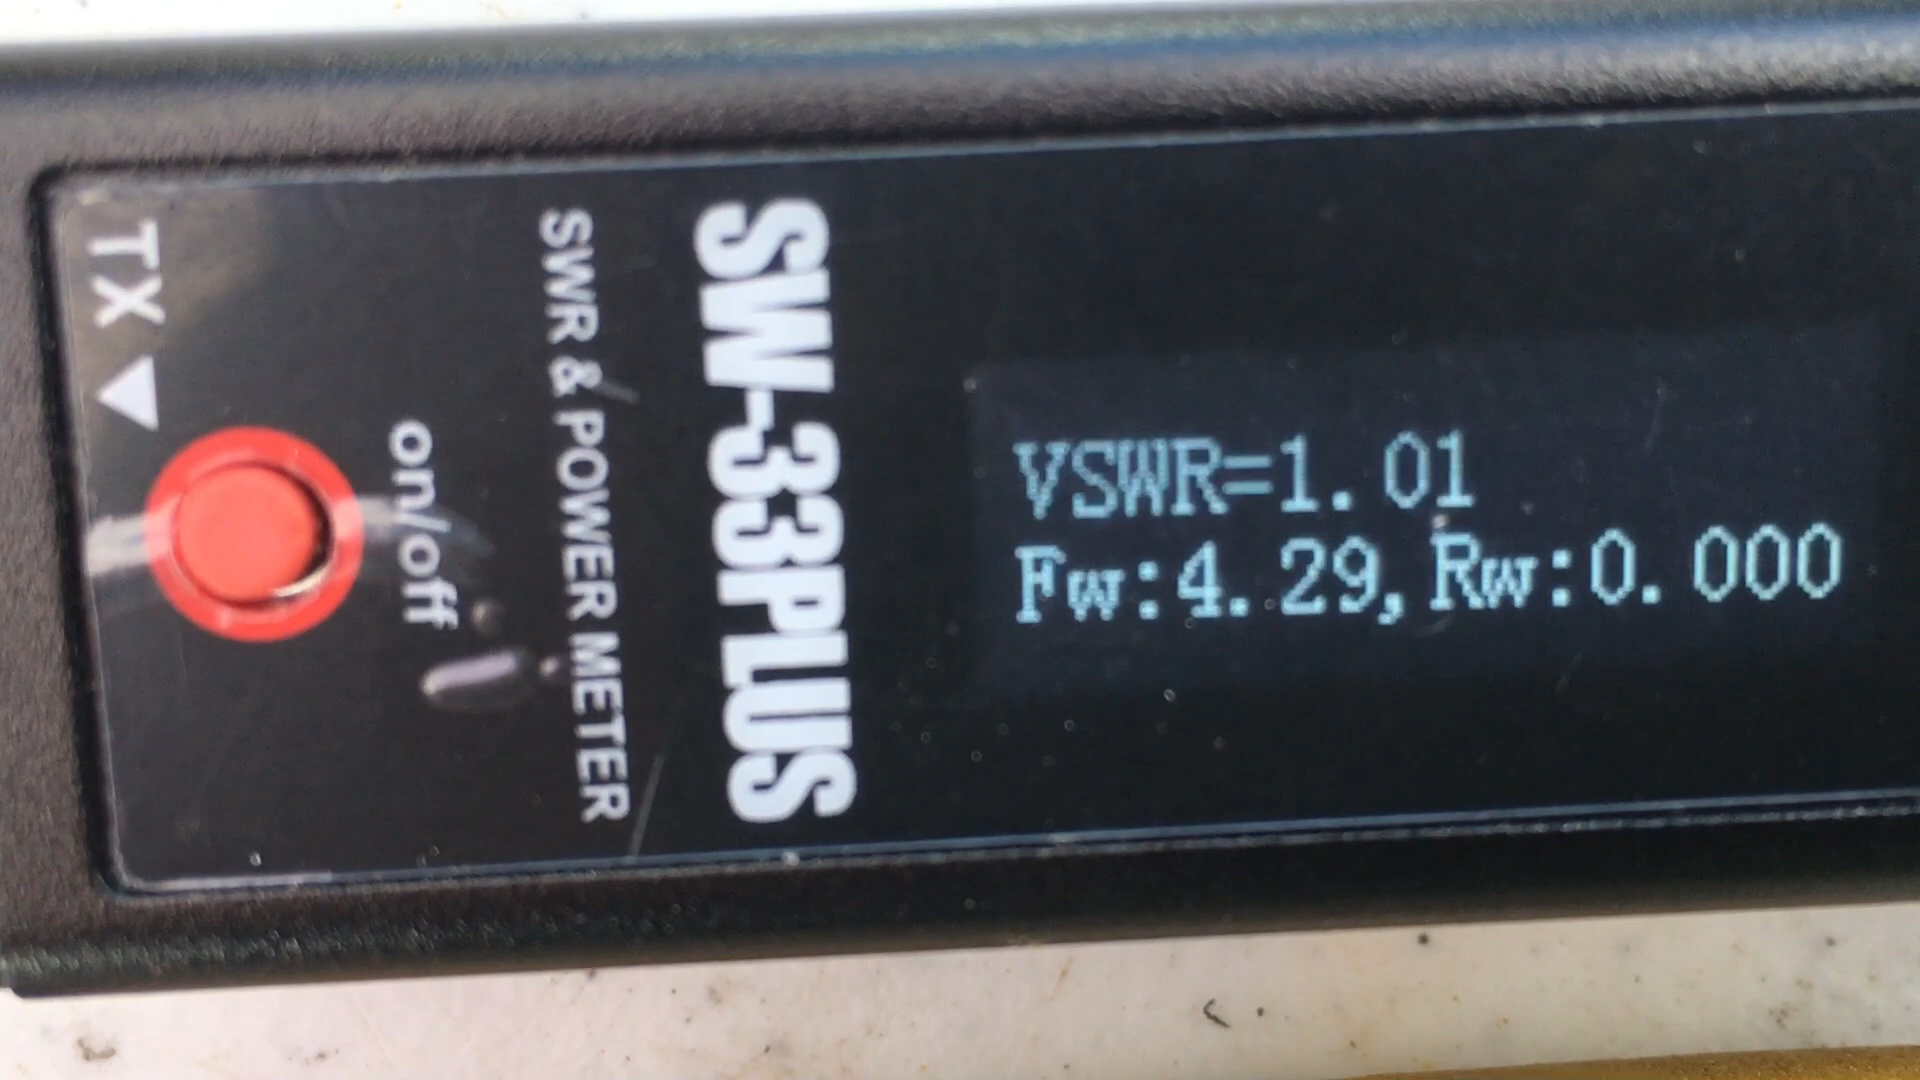 TX
on/off
SWR & POWER METER
SW-33PLUS
VSWR=1.01
Fw:4.29,Rw:0.000